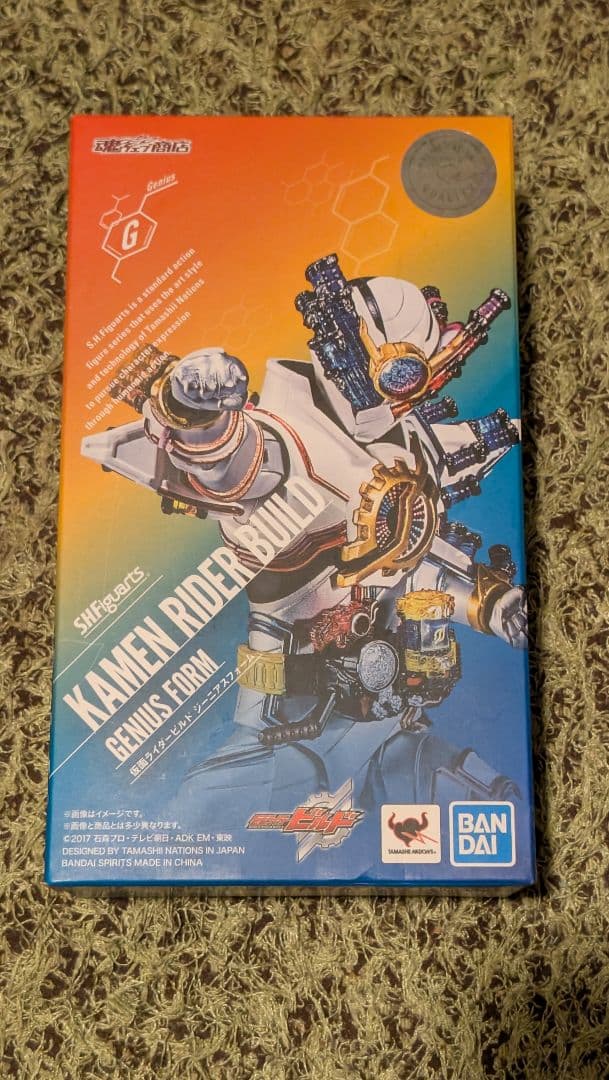 魂ウェブ商店
Genius
G
S.H.Figuarts is a standard action
figure series that uses the art style
and technology of Tamashii Nations
to pursue character expression
through humanoid action.
S.H.Figuarts
KAMEN RIDER BUILD
GENIUS FORM
仮面ライダービルド ジーニアスフォーム
※画像はイメージです。
※画像と商品とは多少異なります。
©2017 石森プロ・テレビ朝日・ADK EM・東映
DESIGNED BY TAMASHII NATIONS IN JAPAN
BANDAI SPIRITS MADE IN CHINA
仮面ライダービルド
TAMASHII NATIONS
BAN
DAI